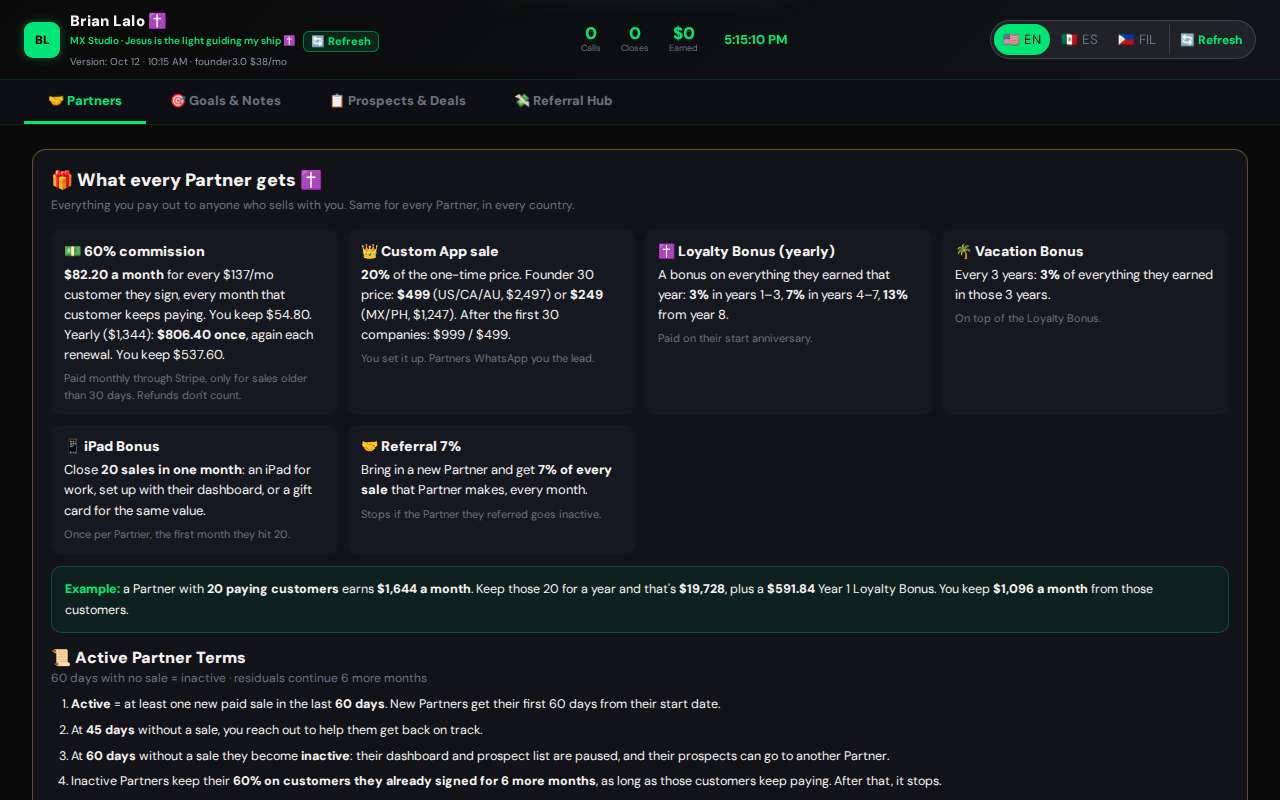 BL
Brian Lalo ✝️
MX Studio · Jesus is the light guiding my ship ✝️
🔄 Refresh
Version: Oct 12 · 10:15 AM · founder3.0 $38/mo
0
Calls
0
Closes
$0
Earned
5:15:10 PM
🇺🇸 EN
🇲🇽 ES
🇵🇭 FIL
🔄 Refresh
🤝 Partners
🎯 Goals & Notes
📋 Prospects & Deals
💸 Referral Hub
🎁 What every Partner gets ✝️
Everything you pay out to anyone who sells with you. Same for every Partner, in every country.
💵 60% commission
$82.20 a month for every $137/mo
customer they sign, every month that
customer keeps paying. You keep $54.80.
Yearly ($1,344): $806.40 once, again each
renewal. You keep $537.60.
Paid monthly through Stripe, only for sales older
than 30 days. Refunds don't count.
👑 Custom App sale
20% of the one-time price. Founder 30
price: $499 (US/CA/AU, $2,497) or $249
(MX/PH, $1,247). After the first 30
companies: $999 / $499.
You set it up. Partners WhatsApp you the lead.
✝️ Loyalty Bonus (yearly)
A bonus on everything they earned that
year: 3% in years 1–3, 7% in years 4–7, 13%
from year 8.
Paid on their start anniversary.
🌴 Vacation Bonus
Every 3 years: 3% of everything they earned
in those 3 years.
On top of the Loyalty Bonus.
📱 iPad Bonus
Close 20 sales in one month: an iPad for
work, set up with their dashboard, or a gift
card for the same value.
Once per Partner, the first month they hit 20.
🤝 Referral 7%
Bring in a new Partner and get 7% of every
sale that Partner makes, every month.
Stops if the Partner they referred goes inactive.
Example: a Partner with 20 paying customers earns $1,644 a month. Keep those 20 for a year and that's $19,728, plus a $591.84 Year 1 Loyalty Bonus. You keep $1,096 a month from those
customers.
📜 Active Partner Terms
60 days with no sale = inactive · residuals continue 6 more months
1. Active = at least one new paid sale in the last 60 days. New Partners get their first 60 days from their start date.
2. At 45 days without a sale, you reach out to help them get back on track.
3. At 60 days without a sale they become inactive: their dashboard and prospect list are paused, and their prospects can go to another Partner.
4. Inactive Partners keep their 60% on customers they already signed for 6 more months, as long as those customers keep paying. After that, it stops.